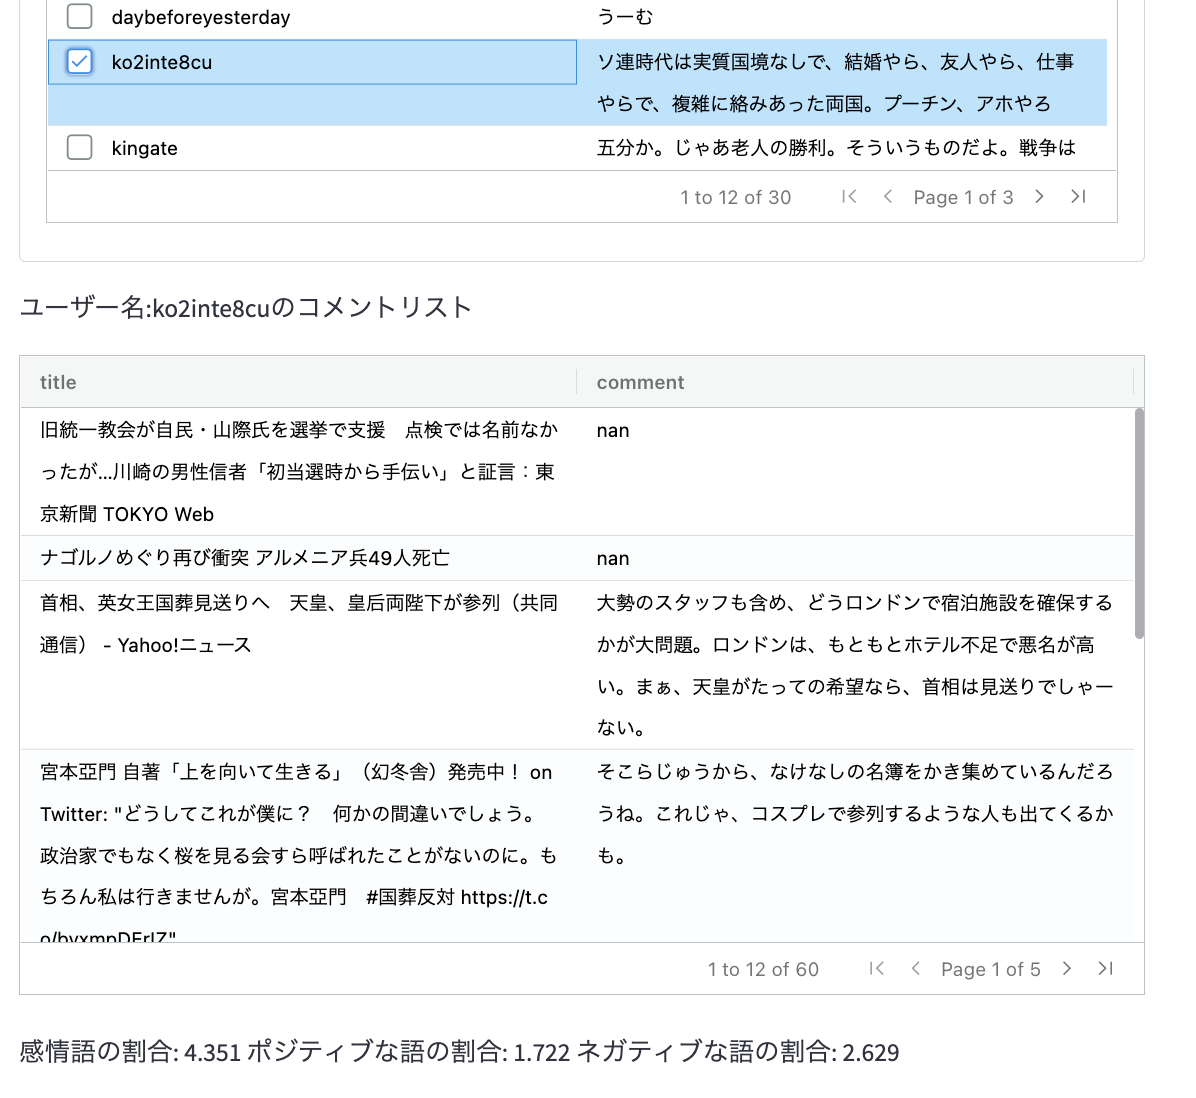 daybeforeyesterday うーむ
ko2inte8cu ソ連時代は実質国境なしで、結婚やら、友人やら、仕事
やらで、複雑に絡みあった両国。プーチン、アホやろ
kingate 五分か。じゃあ老人の勝利。そういうものだよ。戦争は
1 to 12 of 30 Page 1 of 3
ユーザー名:ko2inte8cuのコメントリスト
title comment
旧統一教会が自民・山際氏を選挙で支援　点検では名前なか
ったが...川崎の男性信者「初当選時から手伝い」と証言：東
京新聞 TOKYO Web
nan
ナゴルノめぐり再び衝突 アルメニア兵49人死亡
nan
首相、英女王国葬見送りへ　天皇、皇后両陛下が参列（共同
通信） - Yahoo!ニュース
大勢のスタッフも含め、どうロンドンで宿泊施設を確保する
かが大問題。ロンドンは、もともとホテル不足で悪名が高
い。まぁ、天皇がたっての希望なら、首相は見送りでしゃー
ない。
宮本亞門 自著「上を向いて生きる」（幻冬舎）発売中！ on
Twitter: "どうしてこれが僕に？　何かの間違いでしょう。
政治家でもなく桜を見る会すら呼ばれたことがないのに。も
ちろん私は行きませんが。宮本亞門　#国葬反対 https://t.c
そこらじゅうから、なけなしの名簿をかき集めているんだろ
うね。これじゃ、コスプレで参列するような人も出てくるか
も。
1 to 12 of 60 Page 1 of 5
感情語の割合: 4.351 ポジティブな語の割合: 1.722 ネガティブな語の割合: 2.629